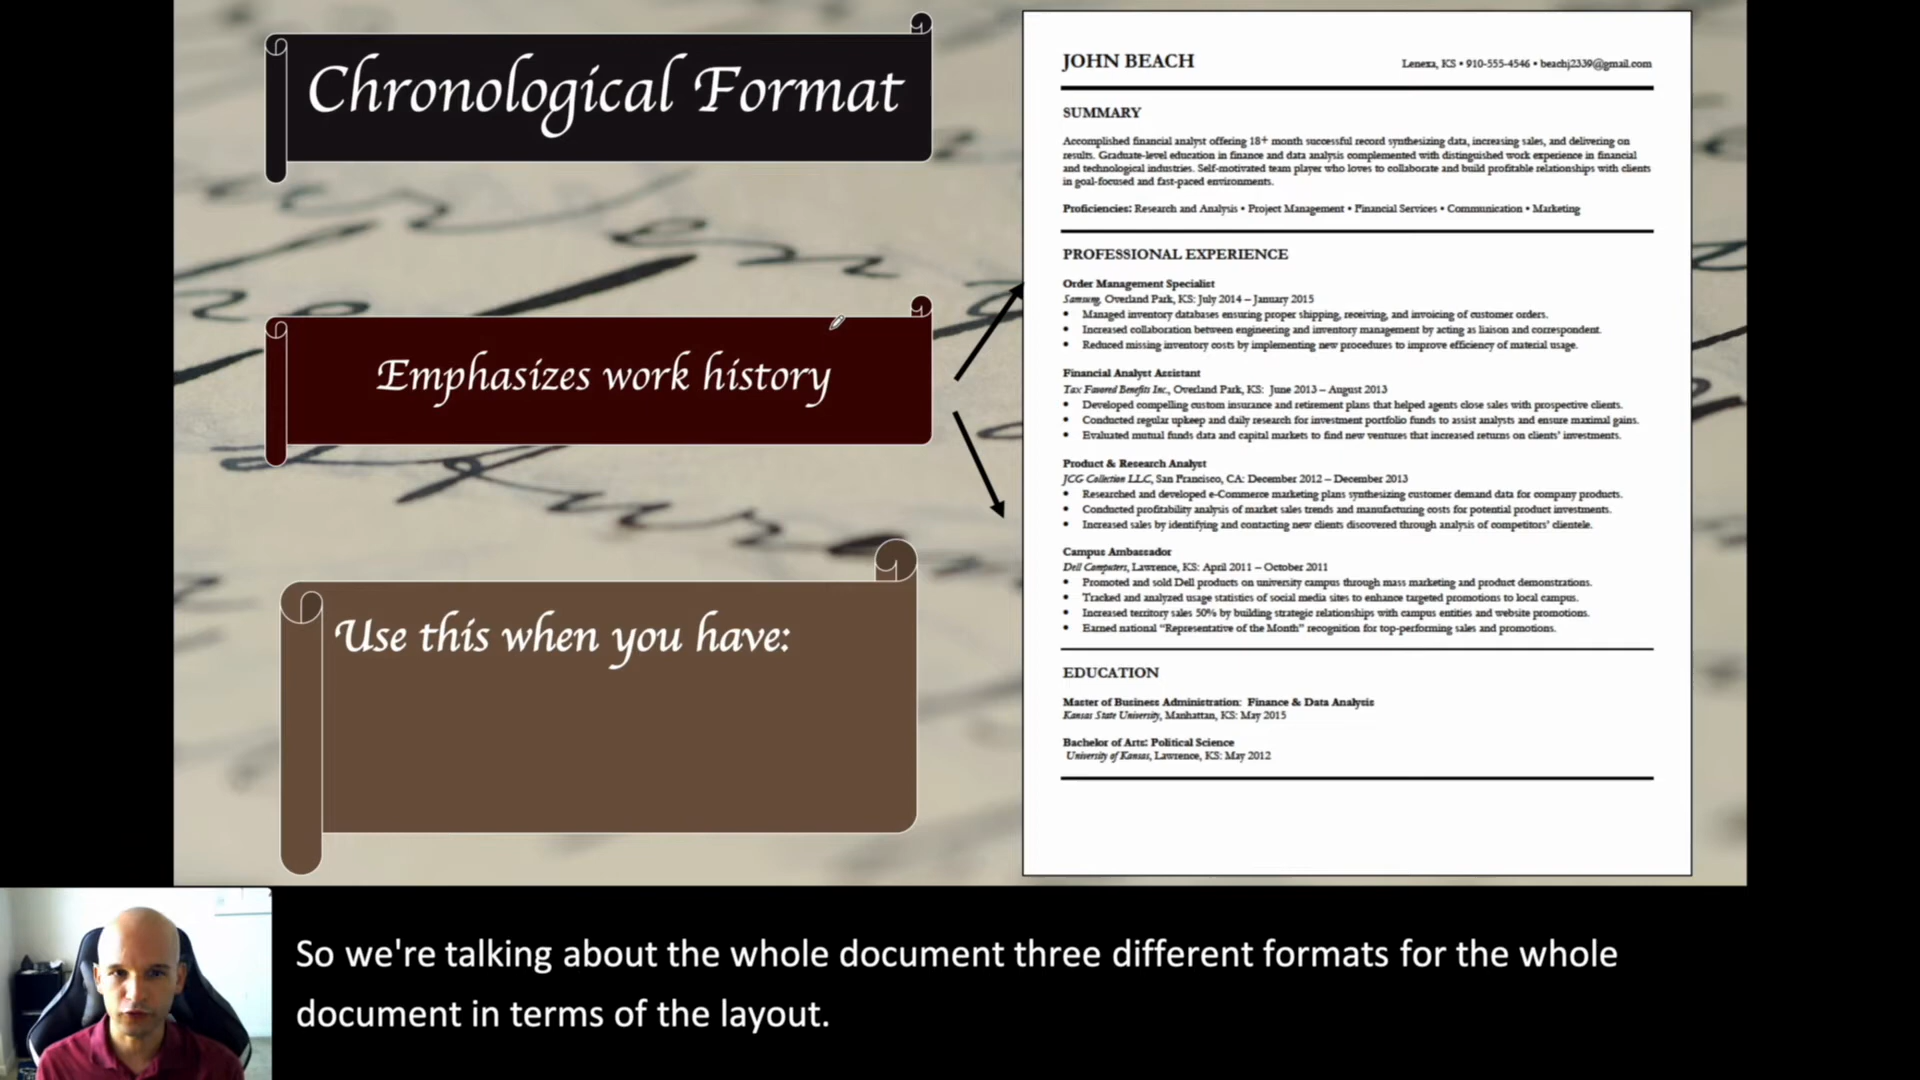 Chronological Format
Emphasizes work history
Use this when you have:
JOHN BEACH
Lenexa, KS • 910-555-4546 • beachj2339@gmail.com
SUMMARY
Accomplished financial analyst offering 18+ month successful record synthesizing data, increasing sales, and delivering on
results. Graduate-level education in finance and data analysis complemented with distinguished work experience in financial
and technological industries. Self-motivated team player who loves to collaborate and build profitable relationships with clients
in goal-focused and fast-paced environments.
Proficiencies: Research and Analysis • Project Management • Financial Services • Communication • Marketing
PROFESSIONAL EXPERIENCE
Order Management Specialist
Samsung, Overland Park, KS: July 2014 – January 2015
• Managed inventory databases ensuring proper shipping, receiving, and invoicing of customer orders.
• Increased collaboration between engineering and inventory management by acting as liaison and correspondent.
• Reduced missing inventory costs by implementing new procedures to improve efficiency of material usage.
Financial Analyst Assistant
Tax Favored Benefits Inc., Overland Park, KS: June 2013 – August 2013
• Developed compelling custom insurance and retirement plans that helped agents close sales with prospective clients.
• Conducted regular upkeep and daily research for investment portfolio funds to assist analysts and ensure maximal gains.
• Evaluated mutual funds data and capital markets to find new ventures that increased returns on clients' investments.
Product & Research Analyst
JCG Collection LLC, San Francisco, CA: December 2012 – December 2013
• Researched and developed e-Commerce marketing plans synthesizing customer demand data for company products.
• Conducted profitability analysis of market sales trends and manufacturing costs for potential product investments.
• Increased sales by identifying and contacting new clients discovered through analysis of competitors' clientele.
Campus Ambassador
Dell Computers, Lawrence, KS: April 2011 – October 2011
• Promoted and sold Dell products on university campus through mass marketing and product demonstrations.
• Tracked and analyzed usage statistics of social media sites to enhance targeted promotions to local campus.
• Increased territory sales 50% by building strategic relationships with campus entities and website promotions.
• Earned national "Representative of the Month" recognition for top-performing sales and promotions.
EDUCATION
Master of Business Administration: Finance & Data Analysis
Kansas State University, Manhattan, KS: May 2015
Bachelor of Arts: Political Science
University of Kansas, Lawrence, KS: May 2012
So we're talking about the whole document three different formats for the whole
document in terms of the layout.